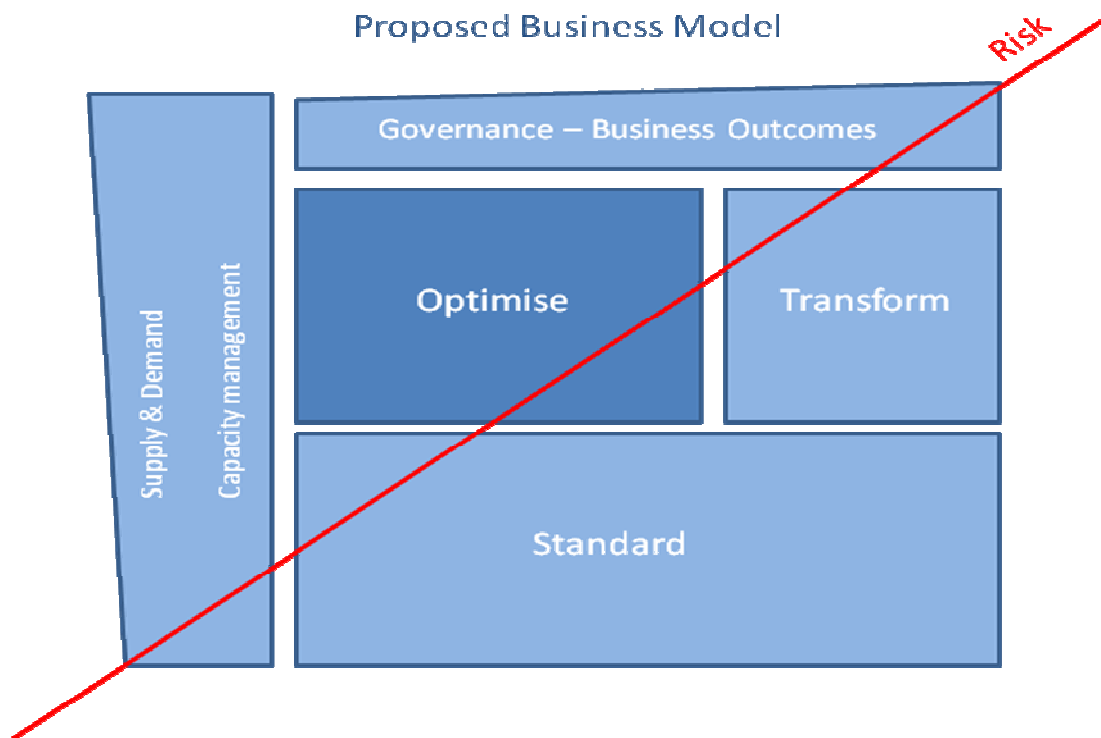 Proposed Business Model
Risk
Governance – Business Outcomes
Supply & Demand
Capacity management
Optimise
Transform
Standard